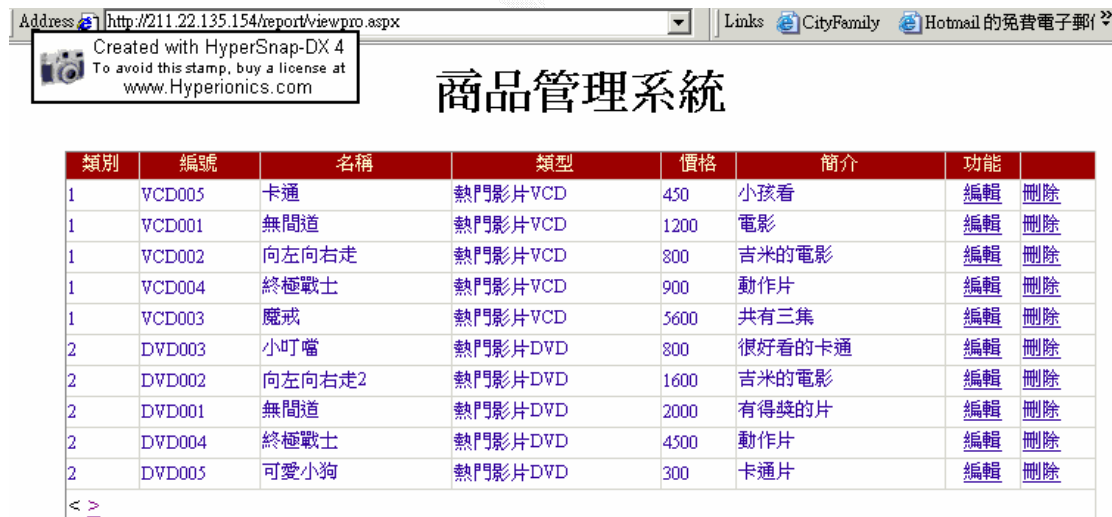 Address http://211.22.135.154/report/viewpro.aspx Links CityFamily Hotmail 的免費電子郵
Created with HyperSnap-DX 4
To avoid this stamp, buy a license at
www.Hyperionics.com
商品管理系統
類別 編號 名稱 類型 價格 簡介 功能
1 VCD005 卡通 熱門影片VCD 450 小孩看 編輯 刪除
1 VCD001 無間道 熱門影片VCD 1200 電影 編輯 刪除
1 VCD002 向左向右走 熱門影片VCD 800 吉米的電影 編輯 刪除
1 VCD004 終極戰士 熱門影片VCD 900 動作片 編輯 刪除
1 VCD003 魔戒 熱門影片VCD 5600 共有三集 編輯 刪除
2 DVD003 小叮噹 熱門影片DVD 800 很好看的卡通 編輯 刪除
2 DVD002 向左向右走2 熱門影片DVD 1600 吉米的電影 編輯 刪除
2 DVD001 無間道 熱門影片DVD 2000 有得獎的片 編輯 刪除
2 DVD004 終極戰士 熱門影片DVD 4500 動作片 編輯 刪除
2 DVD005 可愛小狗 熱門影片DVD 300 卡通片 編輯 刪除
< >